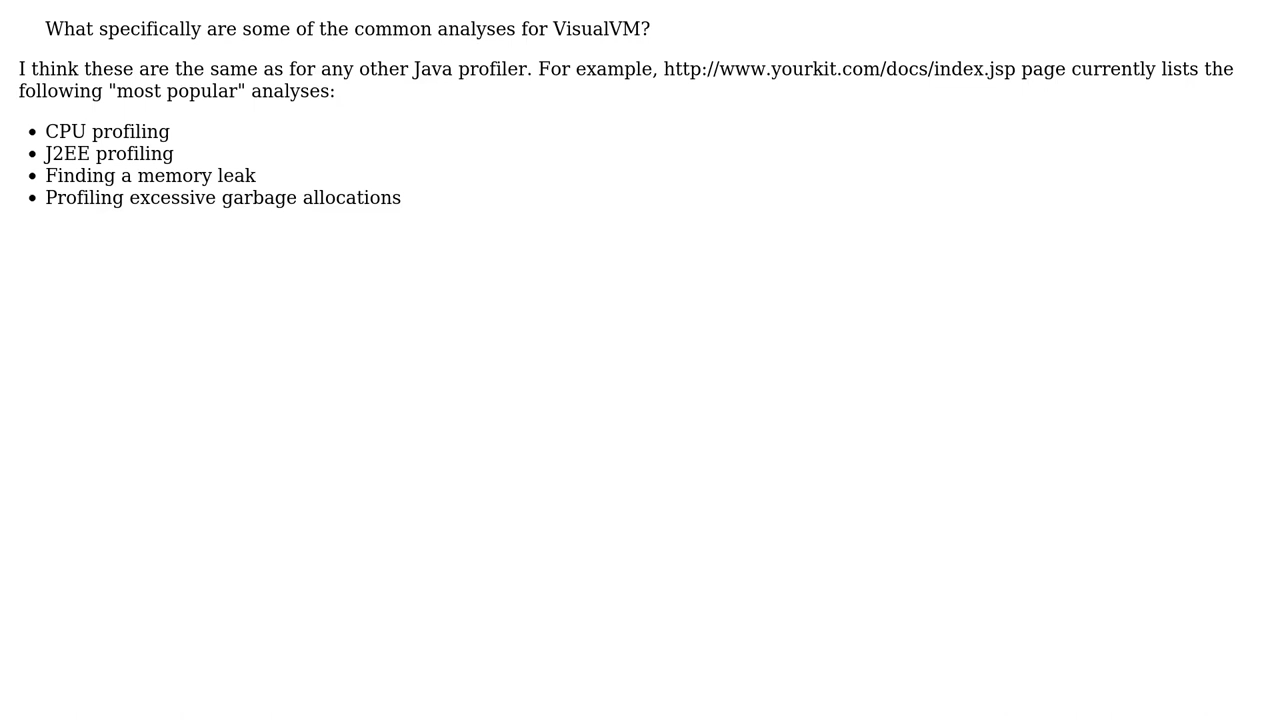 What specifically are some of the common analyses for VisualVM?
I think these are the same as for any other Java profiler. For example, http://www.yourkit.com/docs/index.jsp page currently lists the
following "most popular" analyses:
• CPU profiling
• J2EE profiling
• Finding a memory leak
• Profiling excessive garbage allocations